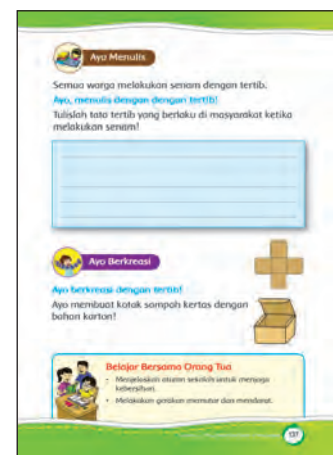 Ayo Menulis
Semua warga melakukan senam dengan tertib.
Ayo, menulis dengan dengan tertib!
Tulislah tata tertib yang berlaku di masyarakat ketika
melakukan senam!
Ayo Berkreasi
Ayo berkreasi dengan tertib!
Ayo membuat kotak sampah kertas dengan
bahan karton!
Belajar Bersama Orang Tua
• Menjelaskan aturan sekolah untuk menjaga
kebersihan.
• Melakukan gerakan memutar dan mendarat.
137